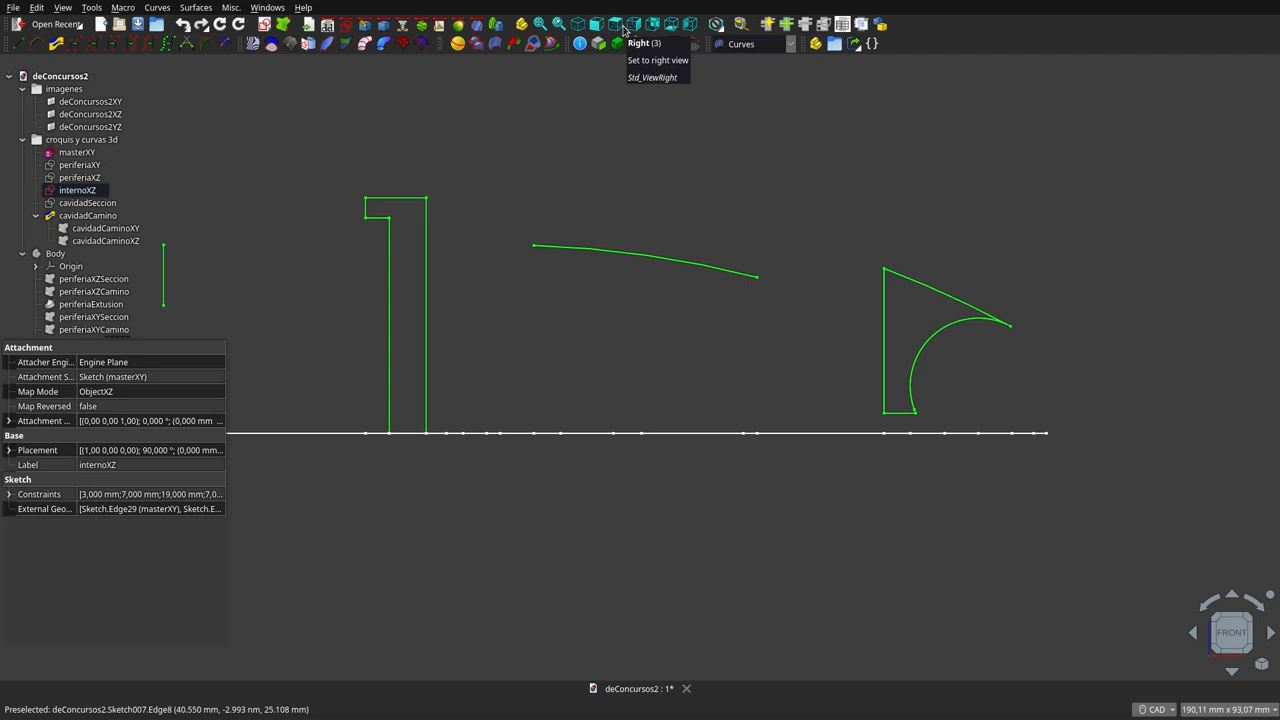 File Edit View Tools Macro Curves Surfaces Misc. Windows Help
Open Recent
Curves
Right (3)
Set to right view
Std_ViewRight
deConcursos2
imagenes
deConcursos2XY
deConcursos2XZ
deConcursos2YZ
croquis y curvas 3d
masterXY
periferiaXY
periferiaXZ
internoXZ
cavidadSeccion
cavidadCamino
cavidadCaminoXY
cavidadCaminoXZ
Body
Origin
periferiaXZSeccion
periferiaXZCamino
periferiaExtusion
periferiaXYSeccion
periferiaXYCamino
Attachment
Attacher Engi... Engine Plane
Attachment S... Sketch (masterXY)
Map Mode ObjectXZ
Map Reversed false
Attachment ... [(0,00 0,00 1,00); 0,000 °; (0,000 mm ...
Base
Placement [(1,00 0,00 0,00); 90,000 °; (0,000 mm...
Label internoXZ
Sketch
Constraints [3,000 mm;7,000 mm;19,000 mm;7,0...
External Geo... [Sketch.Edge29 (masterXY), Sketch.E...
FRONT
deConcursos2 : 1*
Preselected: deConcursos2.Sketch007.Edge8 (40.550 mm, -2.993 nm, 25.108 mm)
CAD
190,11 mm x 93,07 mm